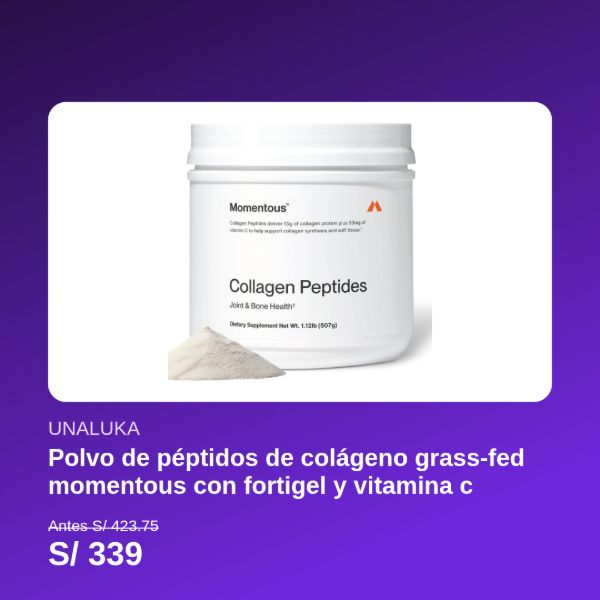 Momentous®
Collagen Peptides deliver 15g of collagen protein plus 50mg of
vitamin C to help support collagen synthesis and soft tissue.†
Collagen Peptides
Joint & Bone Health†
Dietary Supplement Net Wt. 1.12lb (507g)
UNALUKA
Polvo de péptidos de colágeno grass-fed
momentous con fortigel y vitamina c
Antes S/ 423.75
S/ 339